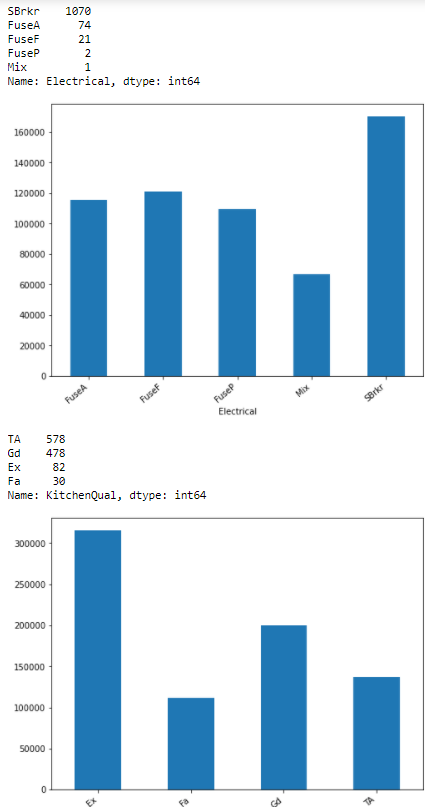 SBrkr    1070
FuseA      74
FuseF      21
FuseP       2
Mix         1
Name: Electrical, dtype: int64
160000
140000
120000
100000
80000
60000
40000
20000
0
FuseA FuseF FuseP Mix SBrkr
Electrical
TA    578
Gd    478
Ex     82
Fa     30
Name: KitchenQual, dtype: int64
300000
250000
200000
150000
100000
50000
0
Ex Fa Gd TA